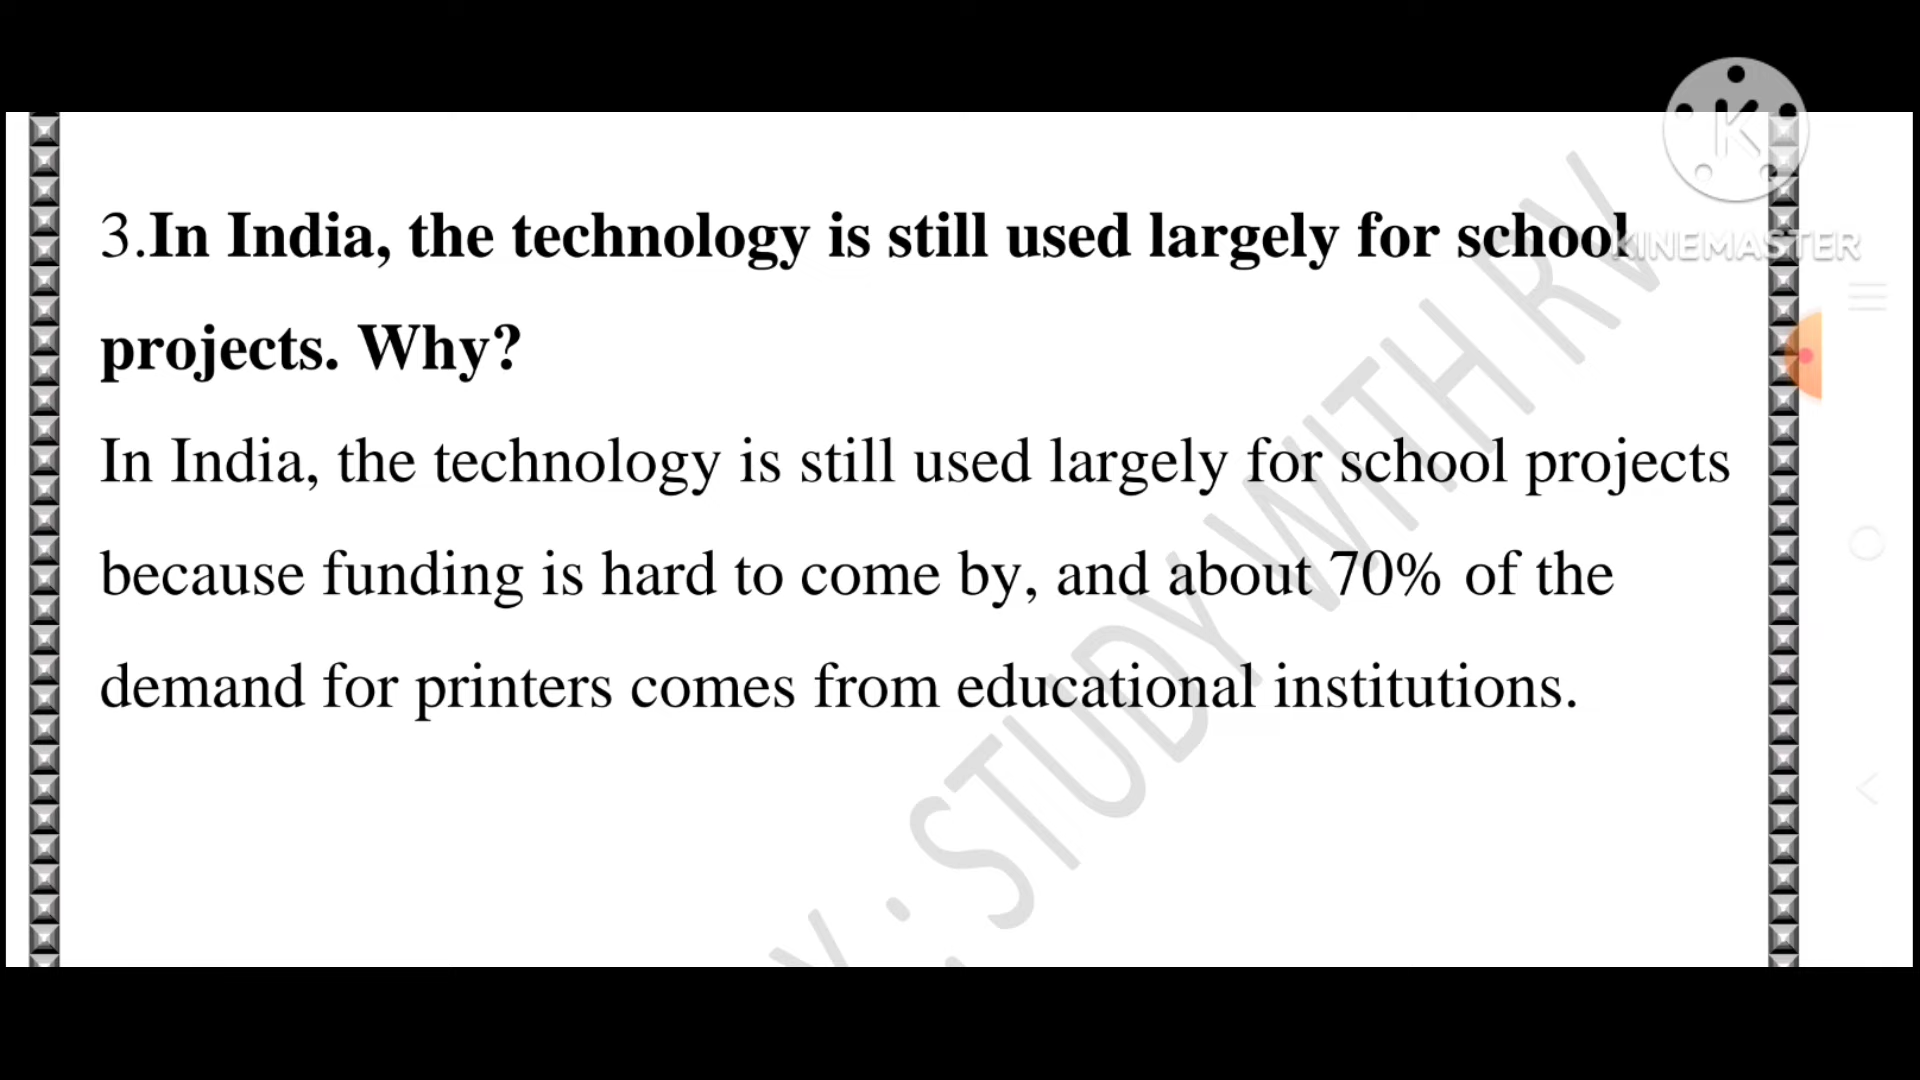 K
KINEMASTER
3.In India, the technology is still used largely for school
projects. Why?
In India, the technology is still used largely for school projects
because funding is hard to come by, and about 70% of the
demand for printers comes from educational institutions.
Y : STUDY WITH RV